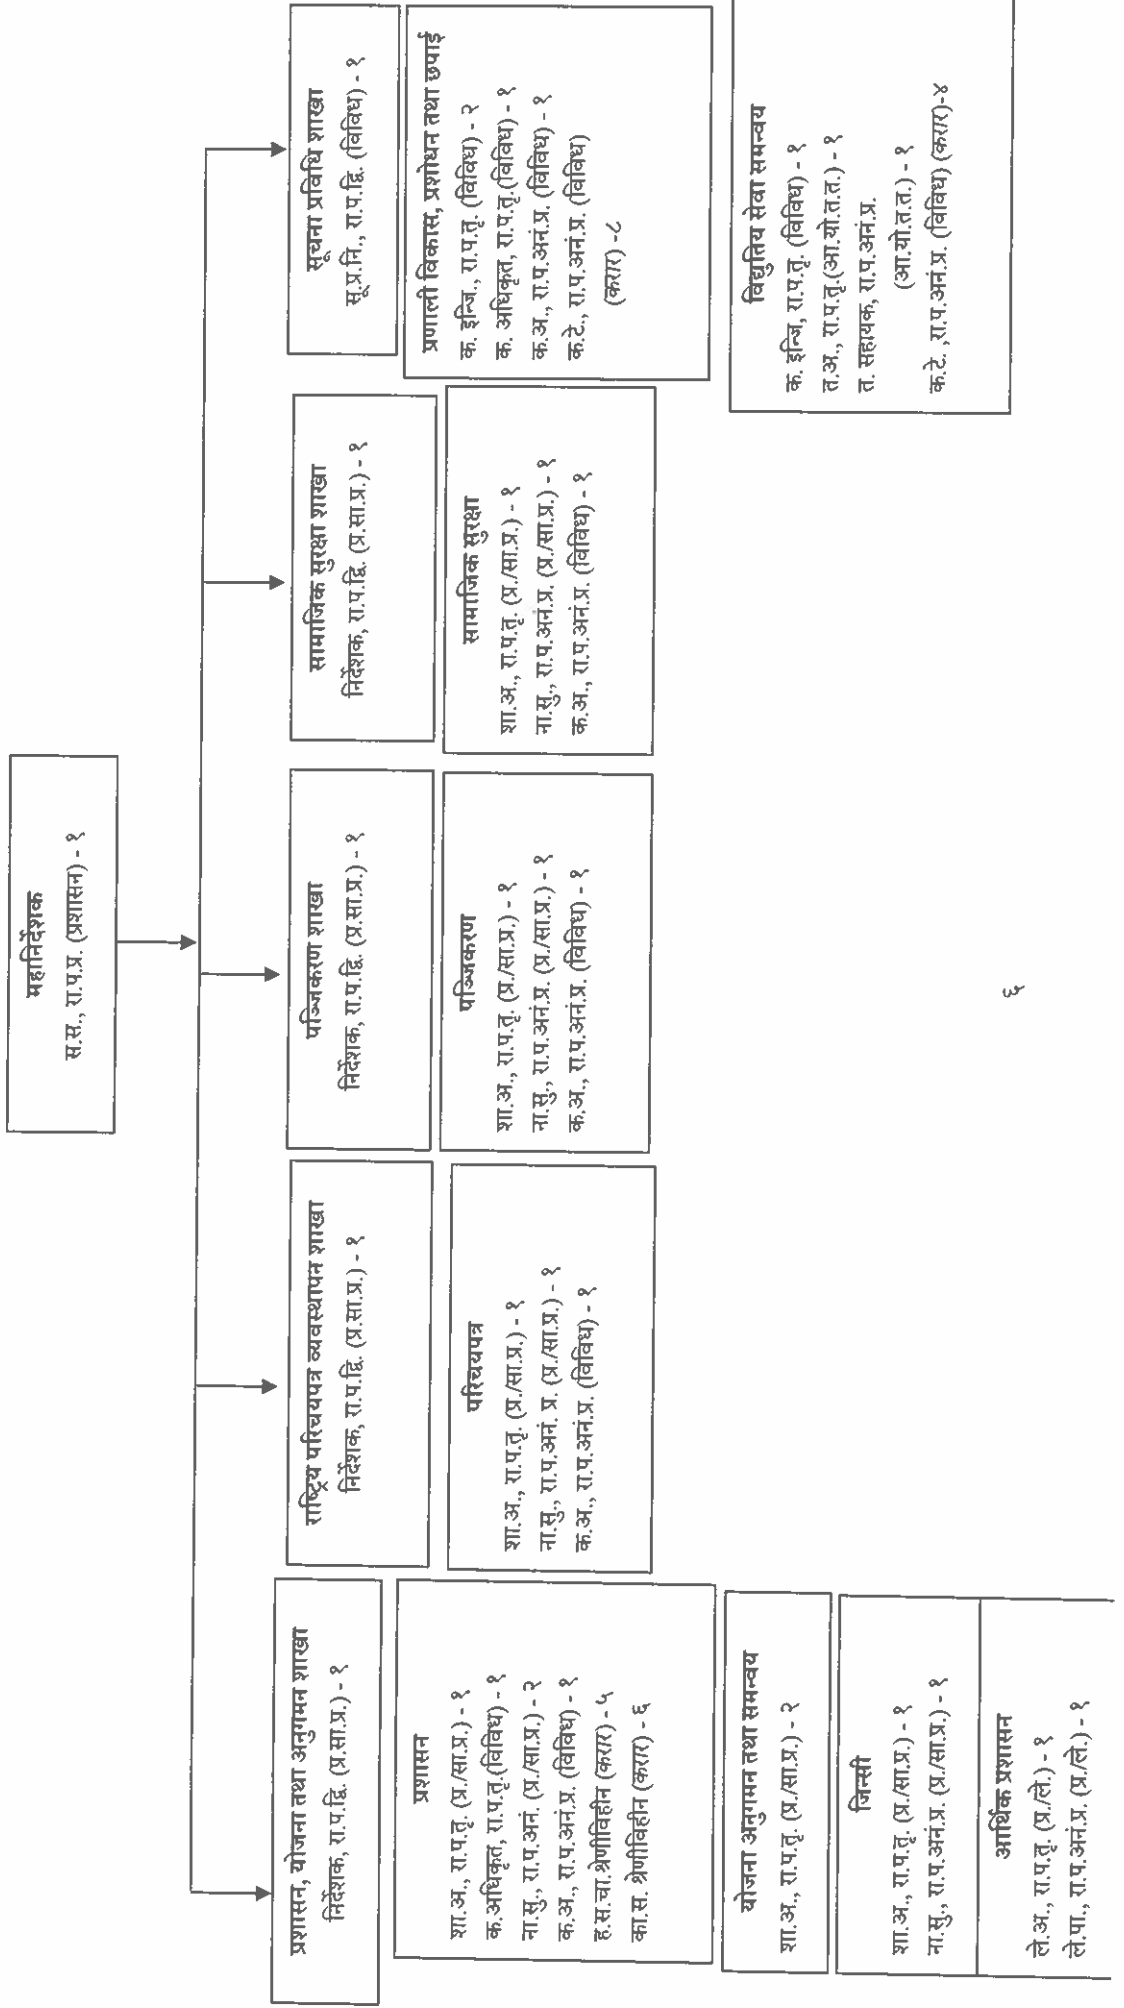 महानिर्देशक
स.स., रा.प.प्र. (प्रशासन) - १
प्रशासन, योजना तथा अनुगमन शाखा
निर्देशक, रा.प.द्वि. (प्र.सा.प्र.) - १
प्रशासन
शा.अ., रा.प.तृ. (प्र./सा.प्र.) - १
क.अधिकृत, रा.प.तृ.(विविध) - १
ना.सु., रा.प.अनं. (प्र./सा.प्र.) - २
क.अ., रा.प.अनं.प्र. (विविध) - १
ह.स.चा.श्रेणीविहीन (करार) - ५
का.स. श्रेणीविहीन (करार) - ६
योजना अनुगमन तथा समन्वय
शा.अ., रा.प.तृ. (प्र./सा.प्र.) - २
जिन्सी
शा.अ., रा.प.तृ. (प्र./सा.प्र.) - १
ना.सु., रा.प.अनं.प्र. (प्र./सा.प्र.) - १
आर्थिक प्रशासन
ले.अ., रा.प.तृ. (प्र./ले.) - १
ले.पा., रा.प.अनं.प्र. (प्र./ले.) - १
राष्ट्रिय परिचयपत्र व्यवस्थापन शाखा
निर्देशक, रा.प.द्वि. (प्र.सा.प्र.) - १
परिचयपत्र
शा.अ., रा.प.तृ. (प्र./सा.प्र.) - १
ना.सु., रा.प.अनं. प्र. (प्र./सा.प्र.) - १
क.अ., रा.प.अनं.प्र. (विविध) - १
पञ्जिकरण शाखा
निर्देशक, रा.प.द्वि. (प्र.सा.प्र.) - १
पञ्जिकरण
शा.अ., रा.प.तृ. (प्र./सा.प्र.) - १
ना.सु., रा.प.अनं.प्र. (प्र./सा.प्र.) - १
क.अ., रा.प.अनं.प्र. (विविध) - १
सामाजिक सुरक्षा शाखा
निर्देशक, रा.प.द्वि. (प्र.सा.प्र.) - १
सामाजिक सुरक्षा
शा.अ., रा.प.तृ. (प्र./सा.प्र.) - १
ना.सु., रा.प.अनं.प्र. (प्र./सा.प्र.) - १
क.अ., रा.प.अनं.प्र. (विविध) - १
सूचना प्रविधि शाखा
सू.प्र.नि., रा.प.द्वि. (विविध) - १
प्रणाली विकास, प्रशोधन तथा छपाई
क. इन्जि., रा.प.तृ. (विविध) - २
क. अधिकृत, रा.प.तृ.(विविध) - १
क.अ., रा.प.अनं.प्र. (विविध) - १
क.टे., रा.प.अनं.प्र. (विविध)
(करार) -८
विद्युतिय सेवा समन्वय
क. इन्जि, रा.प.तृ. (विविध) - १
त.अ., रा.प.तृ.(आ.यो.त.त.) - १
त. सहायक, रा.प.अनं.प्र.
(आ.यो.त.त.) - १
क.टे. ,रा.प.अनं.प्र. (विविध) (करार)-४
६